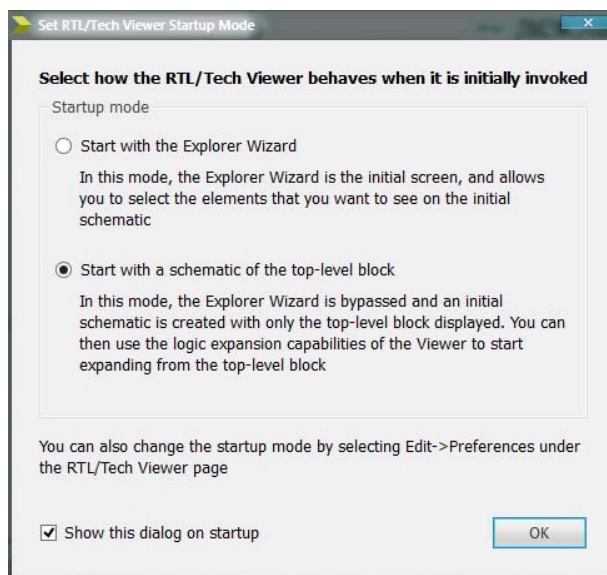 Set RTL/Tech Viewer Startup Mode
Select how the RTL/Tech Viewer behaves when it is initially invoked
Startup mode
Start with the Explorer Wizard
In this mode, the Explorer Wizard is the initial screen, and allows
you to select the elements that you want to see on the initial
schematic
Start with a schematic of the top-level block
In this mode, the Explorer Wizard is bypassed and an initial
schematic is created with only the top-level block displayed. You can
then use the logic expansion capabilities of the Viewer to start
expanding from the top-level block
You can also change the startup mode by selecting Edit->Preferences under
the RTL/Tech Viewer page
Show this dialog on startup
OK